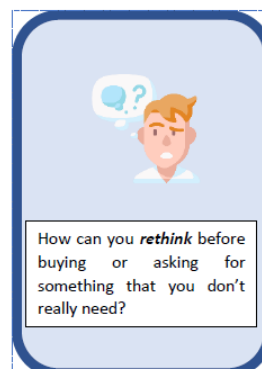 ?
How can you rethink before
buying or asking for
something that you don't
really need?